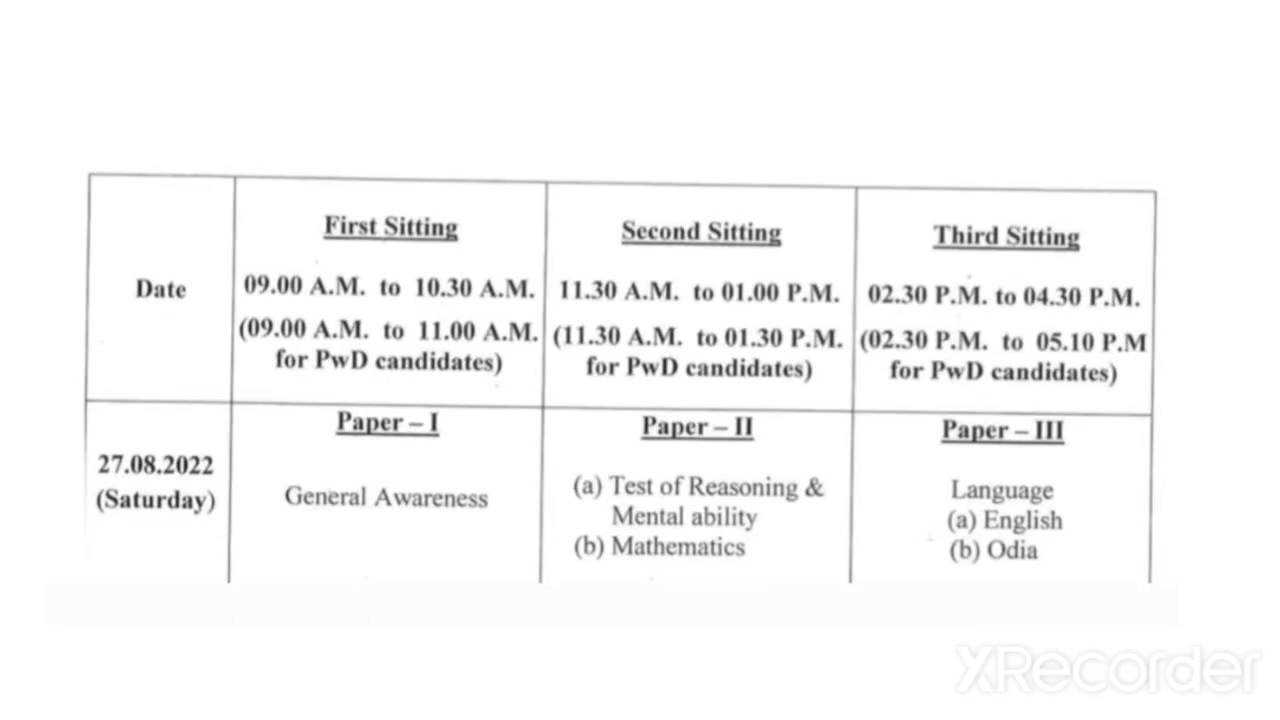 Date
First Sitting
09.00 A.M. to 10.30 A.M.
(09.00 A.M. to 11.00 A.M.
for PwD candidates)
Second Sitting
11.30 A.M. to 01.00 P.M.
(11.30 A.M. to 01.30 P.M.
for PwD candidates)
Third Sitting
02.30 P.M. to 04.30 P.M.
(02.30 P.M. to 05.10 P.M
for PwD candidates)
27.08.2022
(Saturday)
Paper – I
General Awareness
Paper – II
(a) Test of Reasoning &
Mental ability
(b) Mathematics
Paper – III
Language
(a) English
(b) Odia
XRecorder